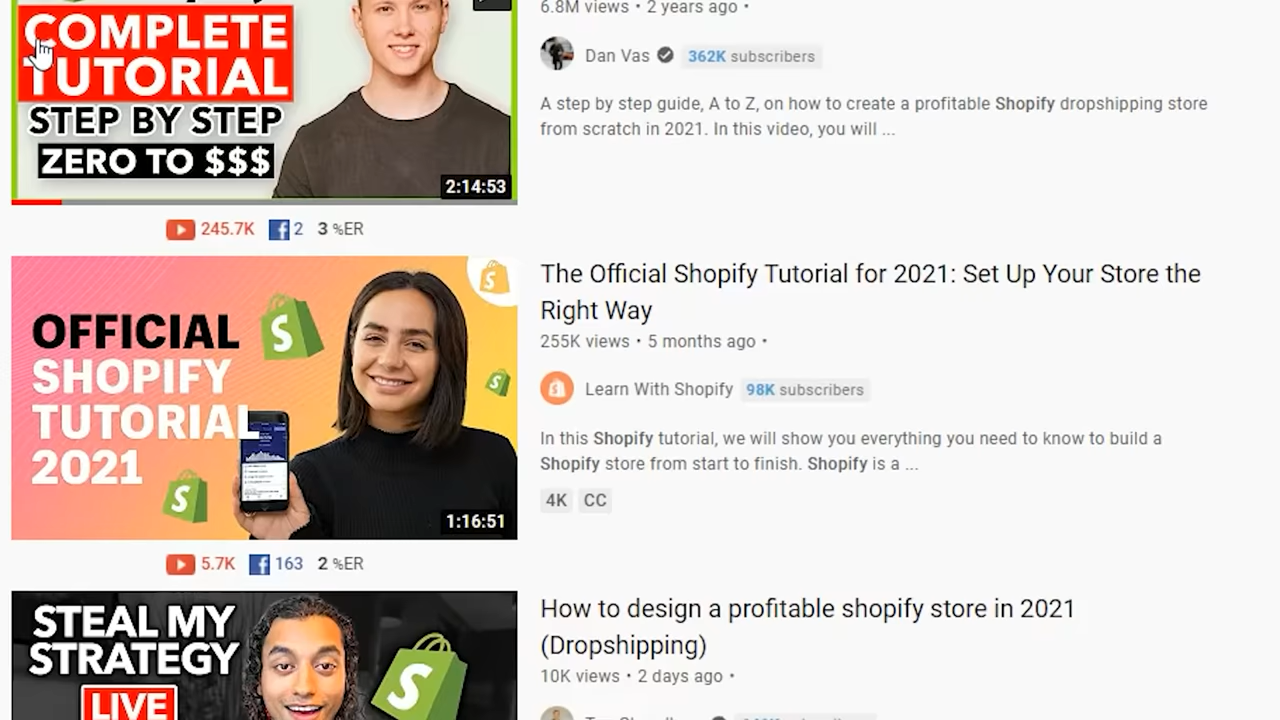 6.8M views • 2 years ago •
COMPLETE
TUTORIAL
STEP BY STEP
ZERO TO $$$
2:14:53
Dan Vas 362K subscribers
A step by step guide, A to Z, on how to create a profitable Shopify dropshipping store
from scratch in 2021. In this video, you will ...
245.7K 2 3 %ER
OFFICIAL
SHOPIFY
TUTORIAL
2021
1:16:51
The Official Shopify Tutorial for 2021: Set Up Your Store the
Right Way
255K views • 5 months ago •
Learn With Shopify 98K subscribers
In this Shopify tutorial, we will show you everything you need to know to build a
Shopify store from start to finish. Shopify is a ...
4K CC
5.7K 163 2 %ER
STEAL MY
STRATEGY
LIVE
How to design a profitable shopify store in 2021
(Dropshipping)
10K views • 2 days ago •